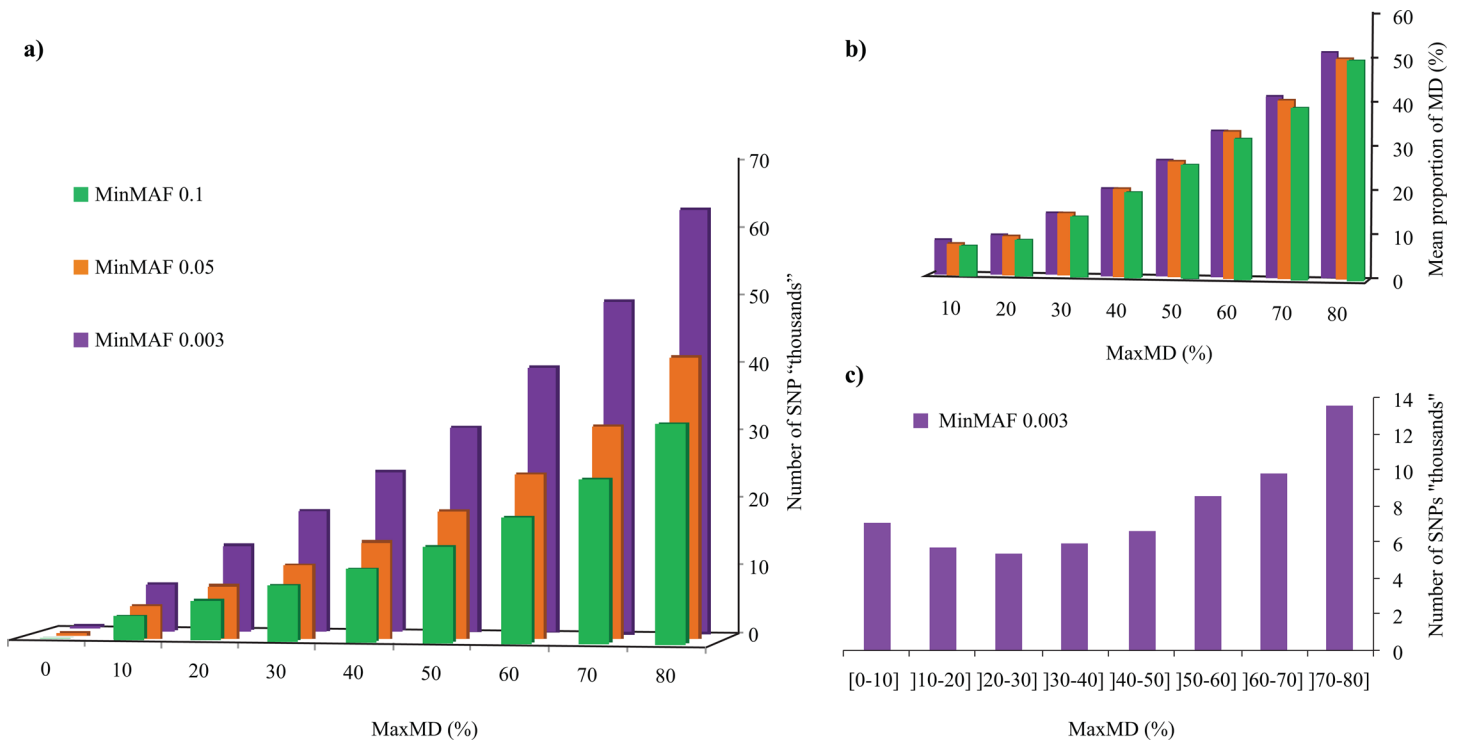 a)
MinMAF 0.1
MinMAF 0.05
MinMAF 0.003
70
60
50
40
30
20
10
0
Number of SNP “thousands”
0 10 20 30 40 50 60 70 80
MaxMD (%)
b)
60
50
40
30
20
10
0
Mean proportion of MD (%)
10 20 30 40 50 60 70 80
MaxMD (%)
c)
MinMAF 0.003
14
12
10
8
6
4
2
0
Number of SNPs "thousands"
[0-10] ]10-20] ]20-30] ]30-40] ]40-50] ]50-60] ]60-70] ]70-80]
MaxMD (%)